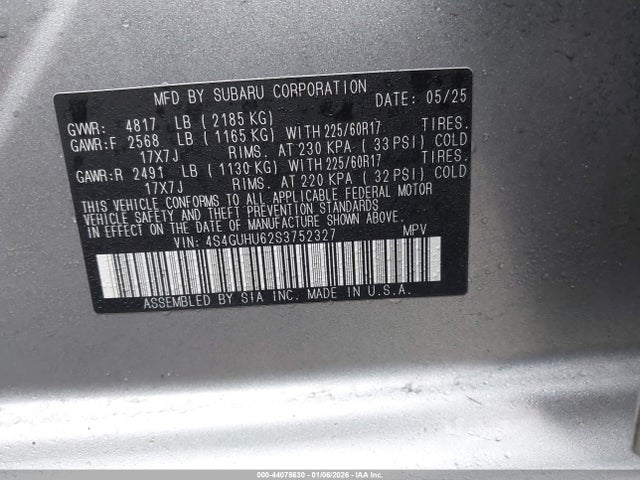 MFD BY SUBARU CORPORATION DATE: 05/25
GVWR: 4817 LB ( 2185 KG)
GAWR:F 2568 LB ( 1165 KG) WITH 225/60R17 TIRES.
17X7J RIMS. AT 230 KPA ( 33 PSI) COLD
GAWR:R 2491 LB ( 1130 KG) WITH 225/60R17 TIRES.
17X7J RIMS. AT 220 KPA ( 32 PSI) COLD
THIS VEHICLE CONFORMS TO ALL APPLICABLE FEDERAL MOTOR
VEHICLE SAFETY AND THEFT PREVENTION STANDARDS
IN EFFECT ON THE DATE OF MANUFACTURE SHOWN ABOVE.
VIN: 4S4GUHU62S3752327 MPV
ASSEMBLED BY SIA INC. MADE IN U.S.A.
000-44078630 - 01/06/2026 - IAA Inc.